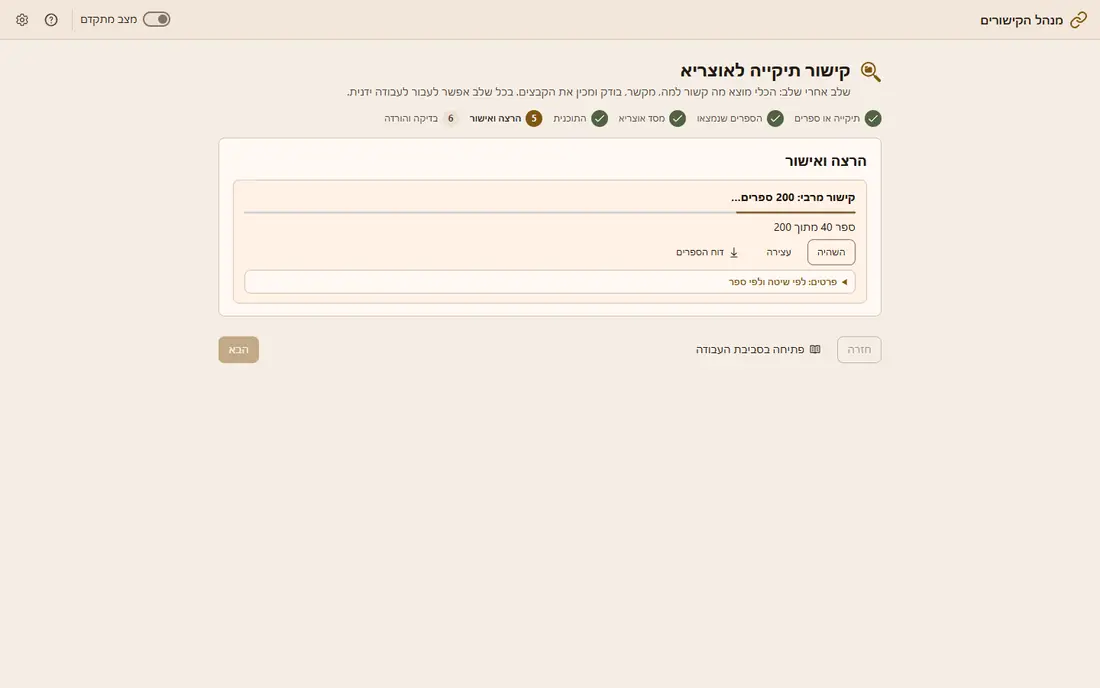 מנהל הקישורים
מצב מתקדם
קישור תיקייה לאוצריא
שלב אחרי שלב: הכלי מוצא מה קשור למה, מקשר, בודק ומכין את הקבצים. בכל שלב אפשר לעבור לעבודה ידנית.
תיקייה או ספרים
הספרים שנמצאו
מסד אוצריא
התוכנית
5 הרצה ואישור
6 בדיקה והורדה
הרצה ואישור
קישור מרבי: 200 ספרים...
ספר 40 מתוך 200
השהיה
עצירה
דוח הספרים
פרטים: לפי שיטה ולפי ספר
חזרה
פתיחה בסביבת העבודה
הבא